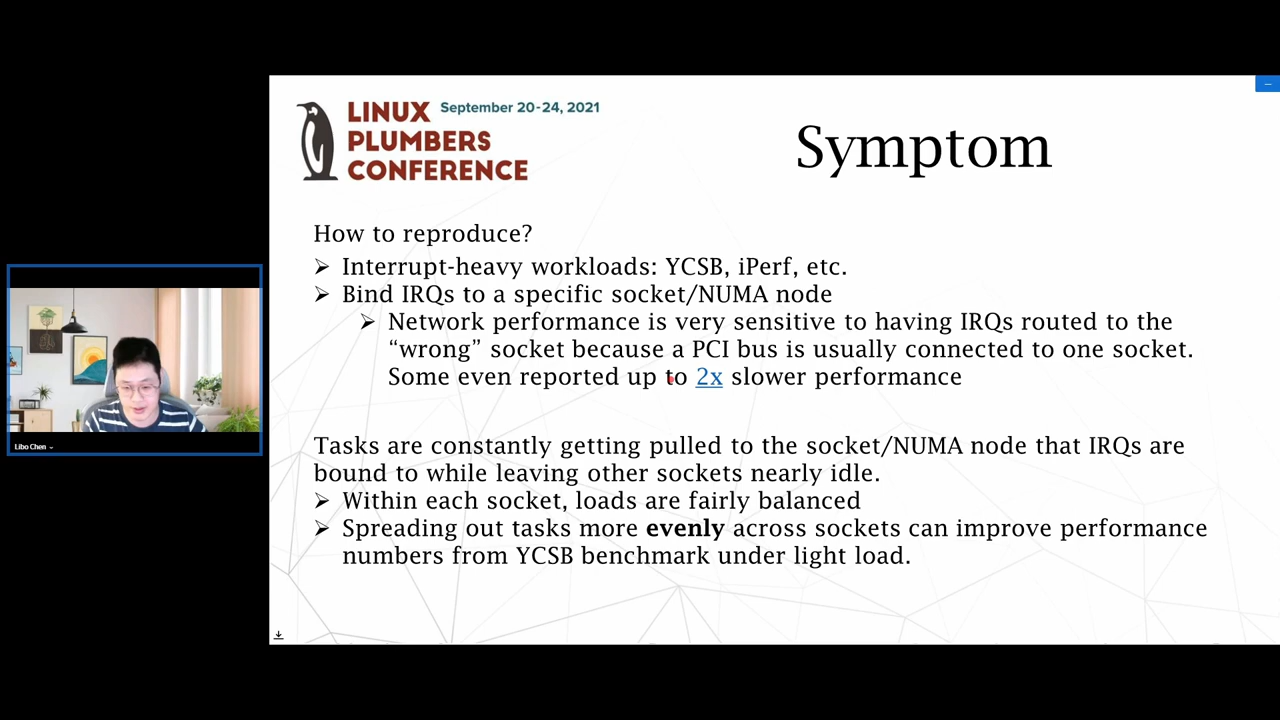 LINUX September 20-24, 2021
PLUMBERS
CONFERENCE
Symptom
How to reproduce?
➢ Interrupt-heavy workloads: YCSB, iPerf, etc.
➢ Bind IRQs to a specific socket/NUMA node
➢ Network performance is very sensitive to having IRQs routed to the
“wrong” socket because a PCI bus is usually connected to one socket.
Some even reported up to 2x slower performance
Tasks are constantly getting pulled to the socket/NUMA node that IRQs are
bound to while leaving other sockets nearly idle.
➢ Within each socket, loads are fairly balanced
➢ Spreading out tasks more evenly across sockets can improve performance
numbers from YCSB benchmark under light load.
Libo Chen